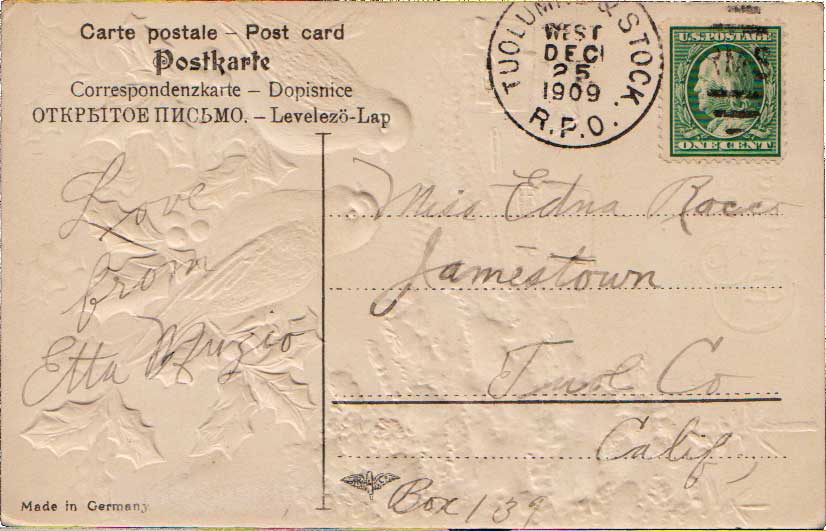 Carte postale – Post card
Postkarte
Correspondenzkarte – Dopisnice
ОТКРЫТОЕ ПИСЬМО. – Levelezö-Lap
TUOLUMNE & STOCK.
WEST
DEC
25
1909
R.P.O.
U.S. POSTAGE
ONE CENT
Love
from
Etta Muzio
Miss Edna Rocco
Jamestown
Tuol Co
Calif,
Box 139
Made in Germany